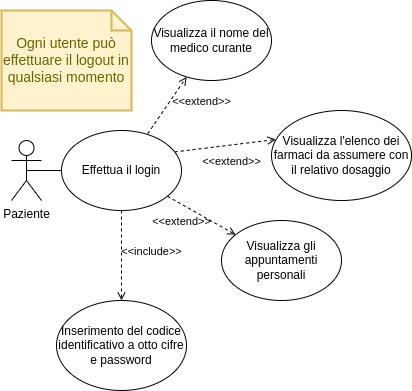 Visualizza il nome del
medico curante
Ogni utente può
effettuare il logout in
qualsiasi momento
<<extend>>
Visualizza l'elenco dei
farmaci da assumere con
il relativo dosaggio
<<extend>>
Effettua il login
Paziente
<<extend>>
Visualizza gli
appuntamenti
personali
<<include>>
Inserimento del codice
identificativo a otto cifre
e password